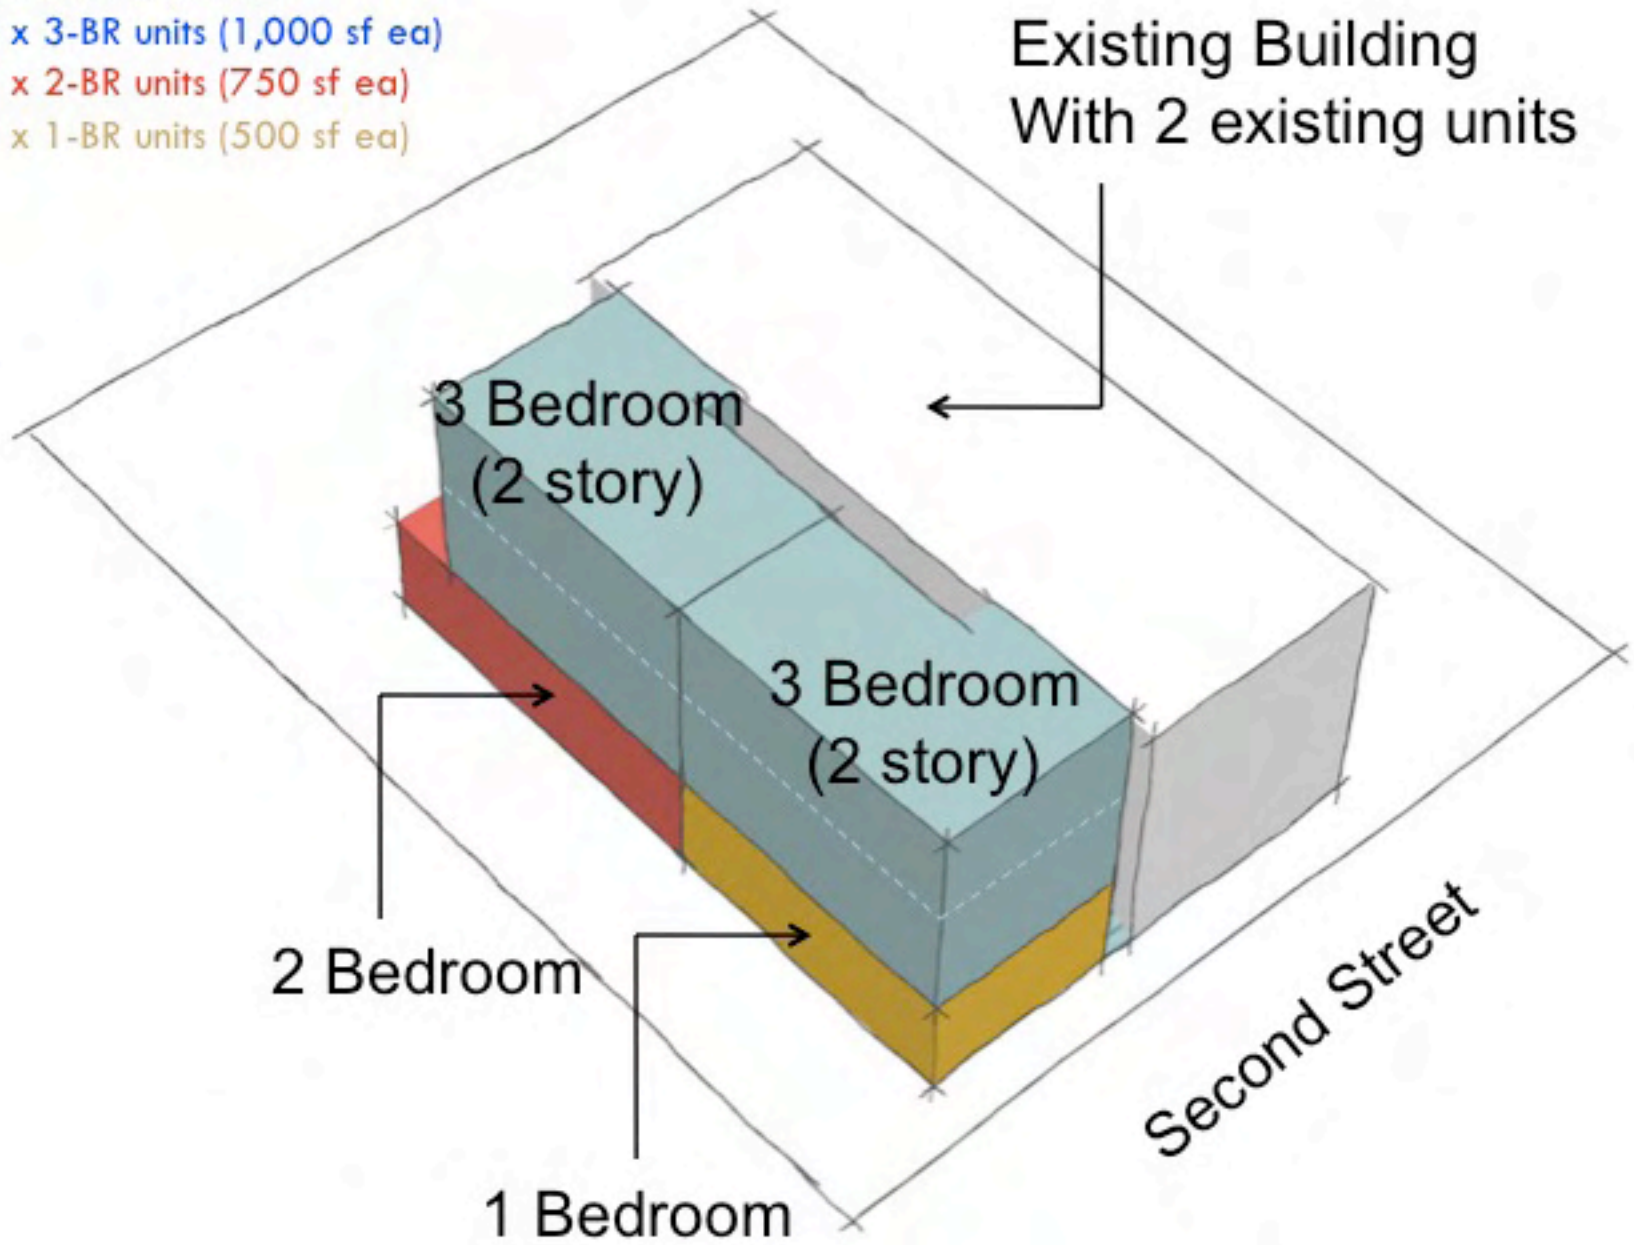 x 3-BR units (1,000 sf ea)
x 2-BR units (750 sf ea)
x 1-BR units (500 sf ea)
Existing Building
With 2 existing units
3 Bedroom
(2 story)
3 Bedroom
(2 story)
2 Bedroom
1 Bedroom
Second Street